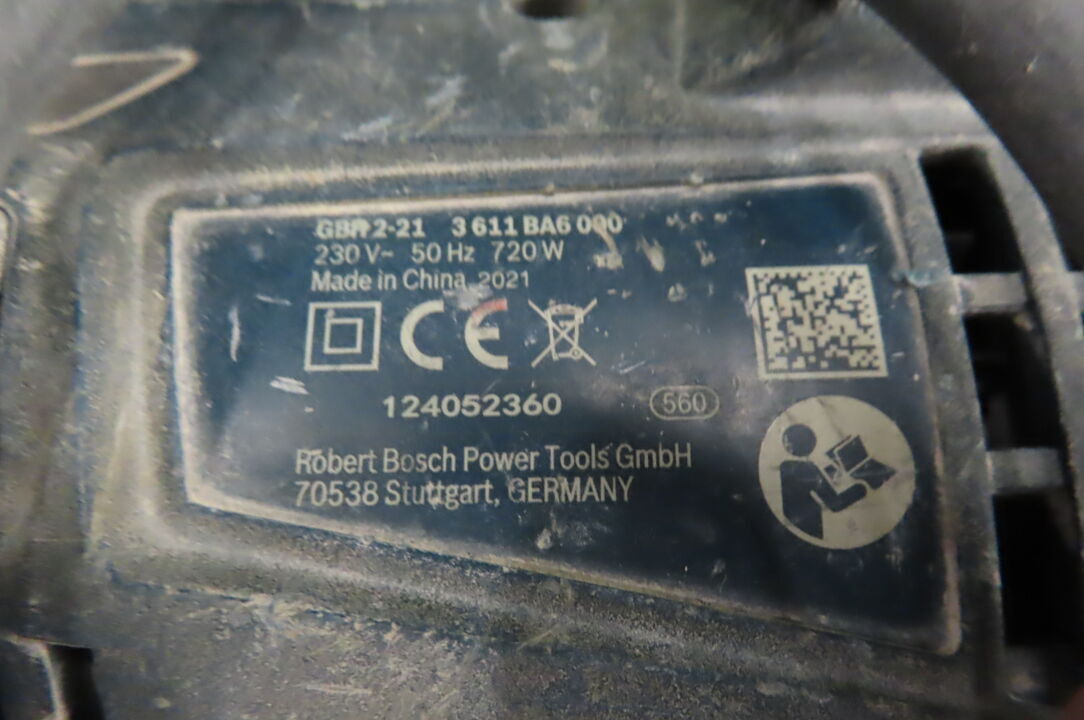 GBH 2-21 3 611 BA6 000
230 V~ 50 Hz 720 W
Made in China, 2021
CE
124052360 560
Robert Bosch Power Tools GmbH
70538 Stuttgart, GERMANY